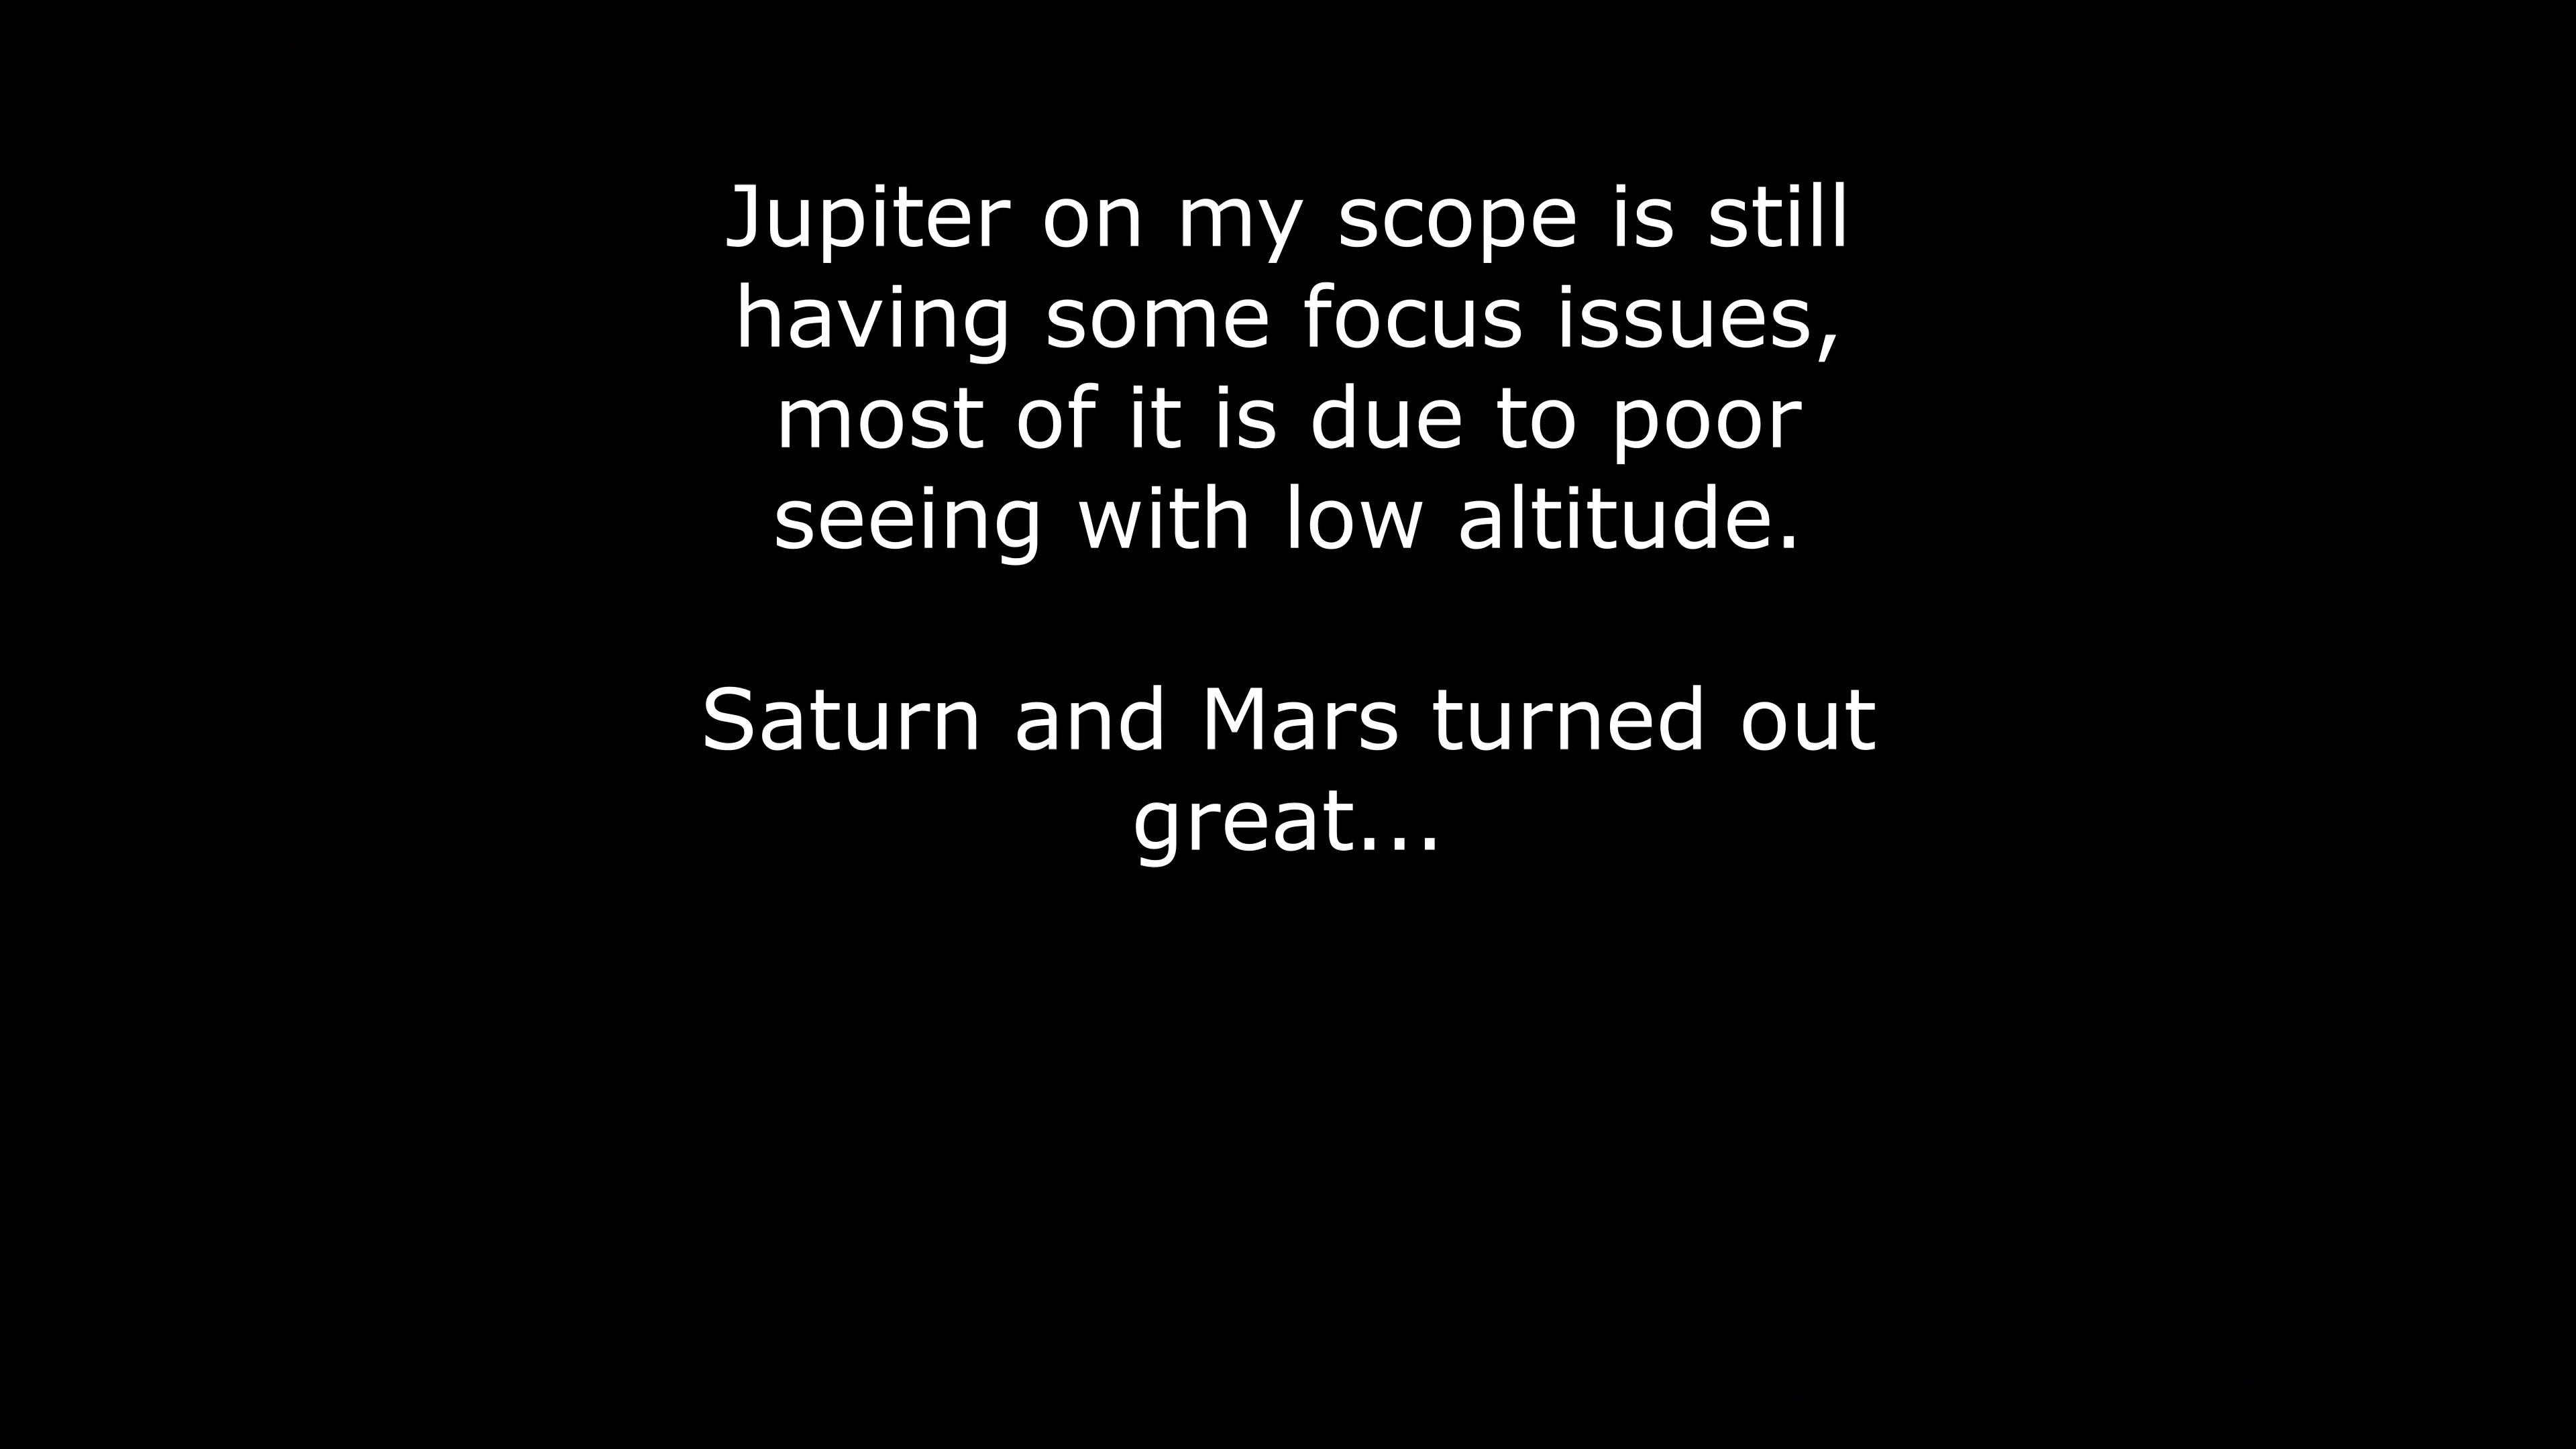 Jupiter on my scope is still
having some focus issues,
most of it is due to poor
seeing with low altitude.
Saturn and Mars turned out
great...